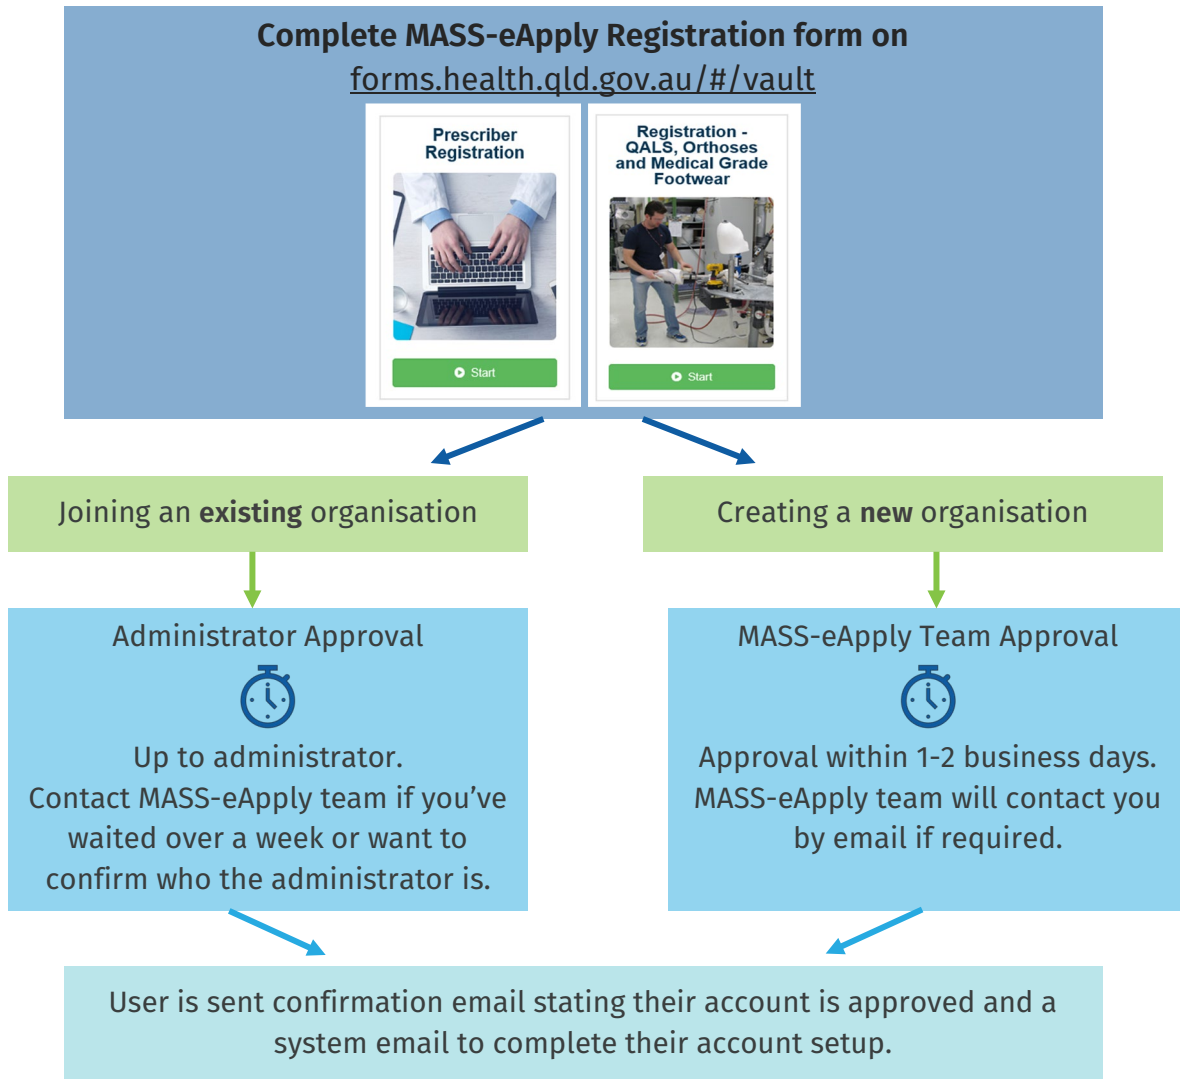 Complete MASS-eApply Registration form on
forms.health.qld.gov.au/#/vault
Prescriber
Registration
Start
Registration -
QALS, Orthoses
and Medical Grade
Footwear
Start
Joining an existing organisation
Creating a new organisation
Administrator Approval
Up to administrator.
Contact MASS-eApply team if you’ve
waited over a week or want to
confirm who the administrator is.
MASS-eApply Team Approval
Approval within 1-2 business days.
MASS-eApply team will contact you
by email if required.
User is sent confirmation email stating their account is approved and a
system email to complete their account setup.